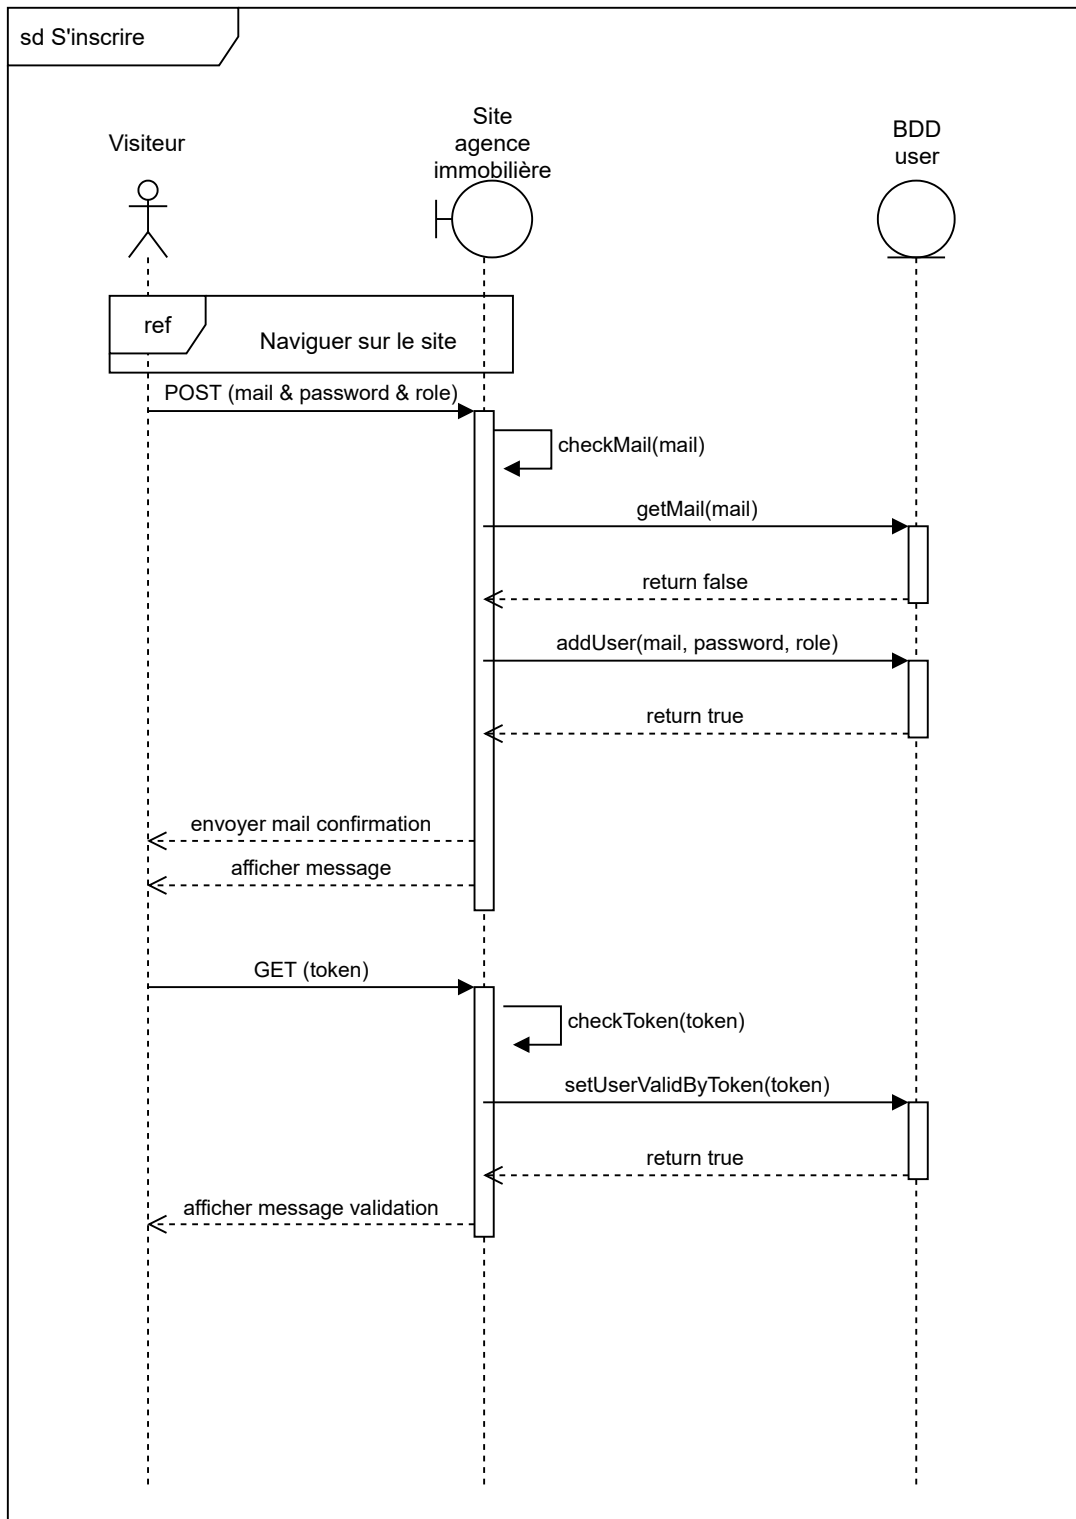 sd S'inscrire
Visiteur
Site
agence
immobilière
BDD
user
ref
Naviguer sur le site
POST (mail & password & role)
checkMail(mail)
getMail(mail)
return false
addUser(mail, password, role)
return true
envoyer mail confirmation
afficher message
GET (token)
checkToken(token)
setUserValidByToken(token)
return true
afficher message validation